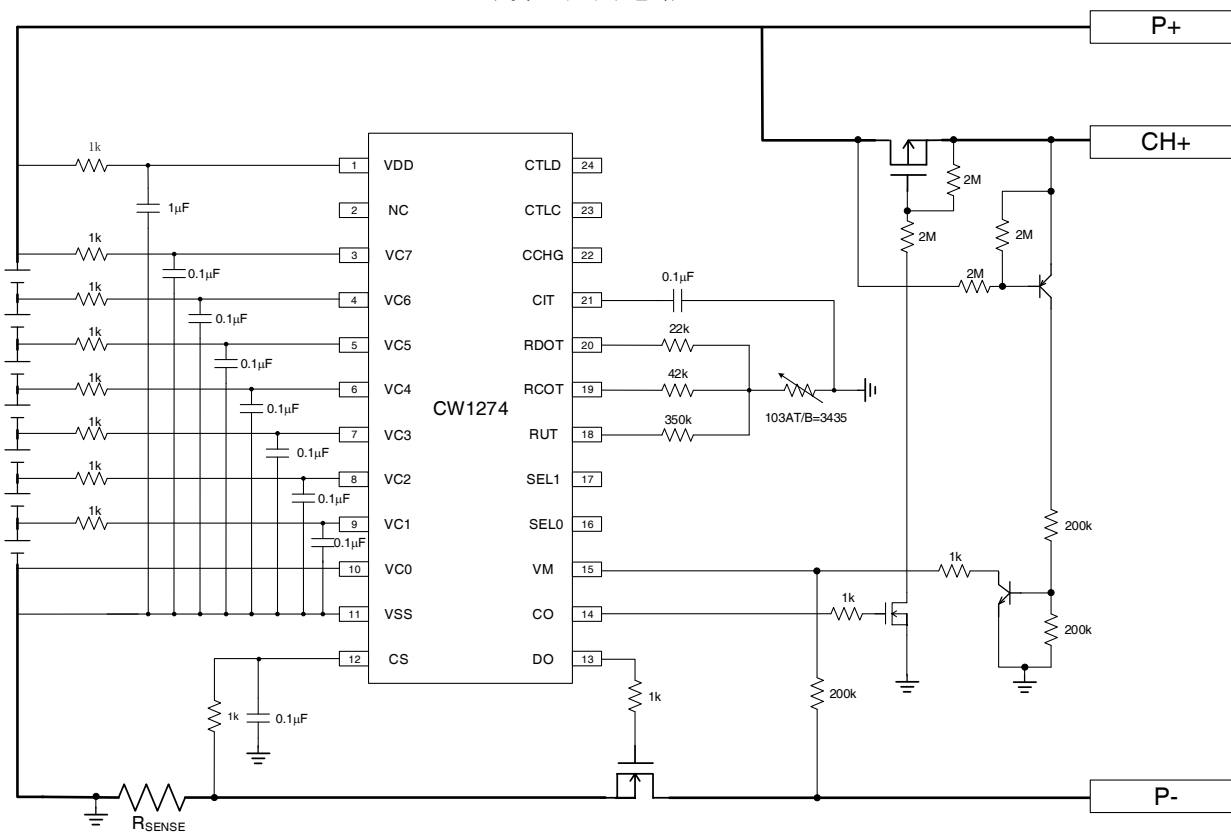 P+
CH+
1k
1 VDD CTLD 24
1µF
2 NC CTLC 23
2M
1k
3 VC7 CCHG 22
2M
2M
0.1µF
0.1µF
1k
4 VC6 CIT 21
2M
0.1µF
1k
5 VC5 RDOT 20
22k
0.1µF
1k
6 VC4 RCOT 19
42k
CW1274
0.1µF
103AT/B=3435
1k
7 VC3 RUT 18
350k
0.1µF
1k
8 VC2 SEL1 17
0.1µF
1k
9 VC1 SEL0 16
200k
0.1µF
10 VC0 VM 15
1k
11 VSS CO 14
1k
200k
12 CS DO 13
1k
200k
1k
0.1µF
P-
RSENSE